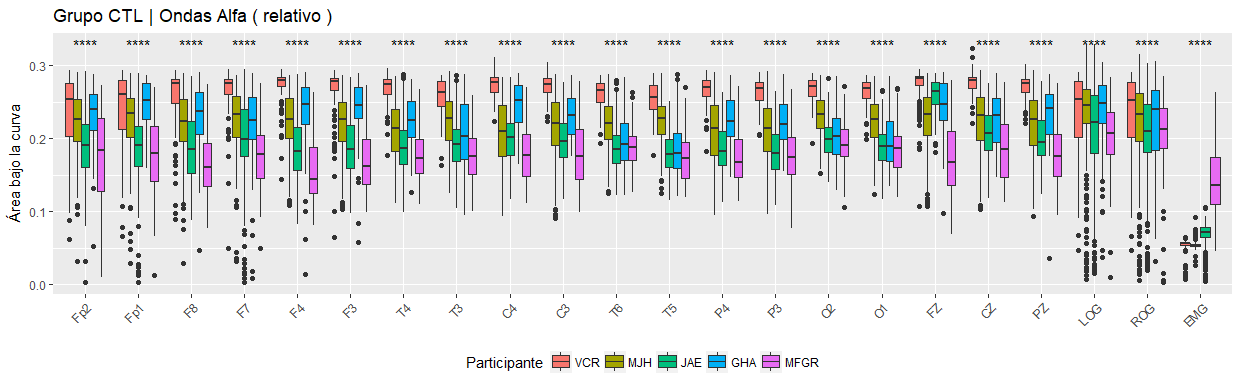 Grupo CTL | Ondas Alfa ( relativo )
**** **** **** **** **** **** **** **** **** **** **** **** **** **** **** **** **** **** **** **** **** ****
Área bajo la curva
0.3
0.2
0.1
0.0
Fp2 Fp1 F8 F7 F4 F3 T4 T3 C4 C3 T6 T5 P4 P3 O2 O1 FZ CZ PZ LOG ROG EMG
Participante VCR MJH JAE GHA MFGR